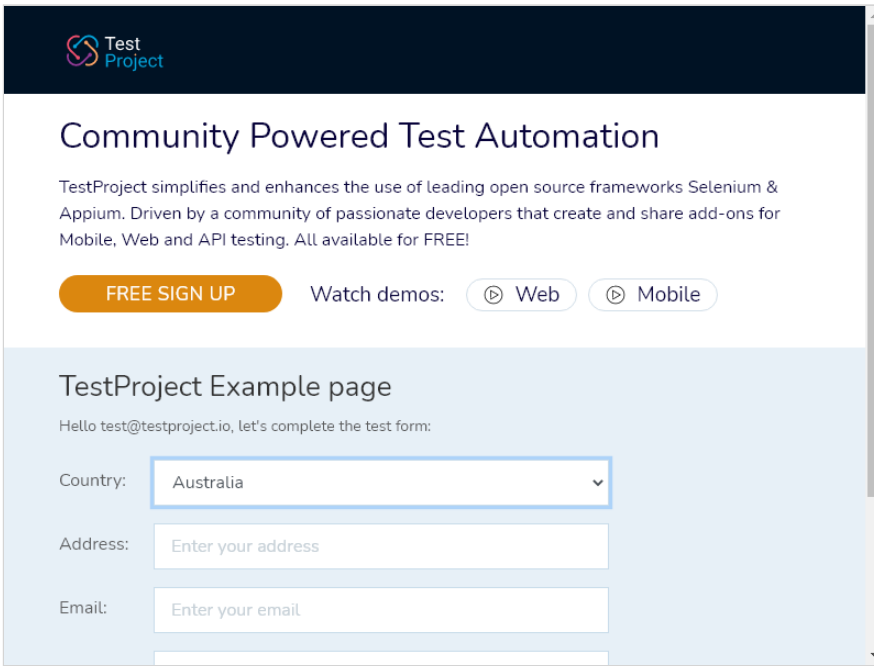 Test
Project
Community Powered Test Automation
TestProject simplifies and enhances the use of leading open source frameworks Selenium &
Appium. Driven by a community of passionate developers that create and share add-ons for
Mobile, Web and API testing. All available for FREE!
FREE SIGN UP Watch demos: Web Mobile
TestProject Example page
Hello test@testproject.io, let's complete the test form:
Country: Australia
Address: Enter your address
Email: Enter your email